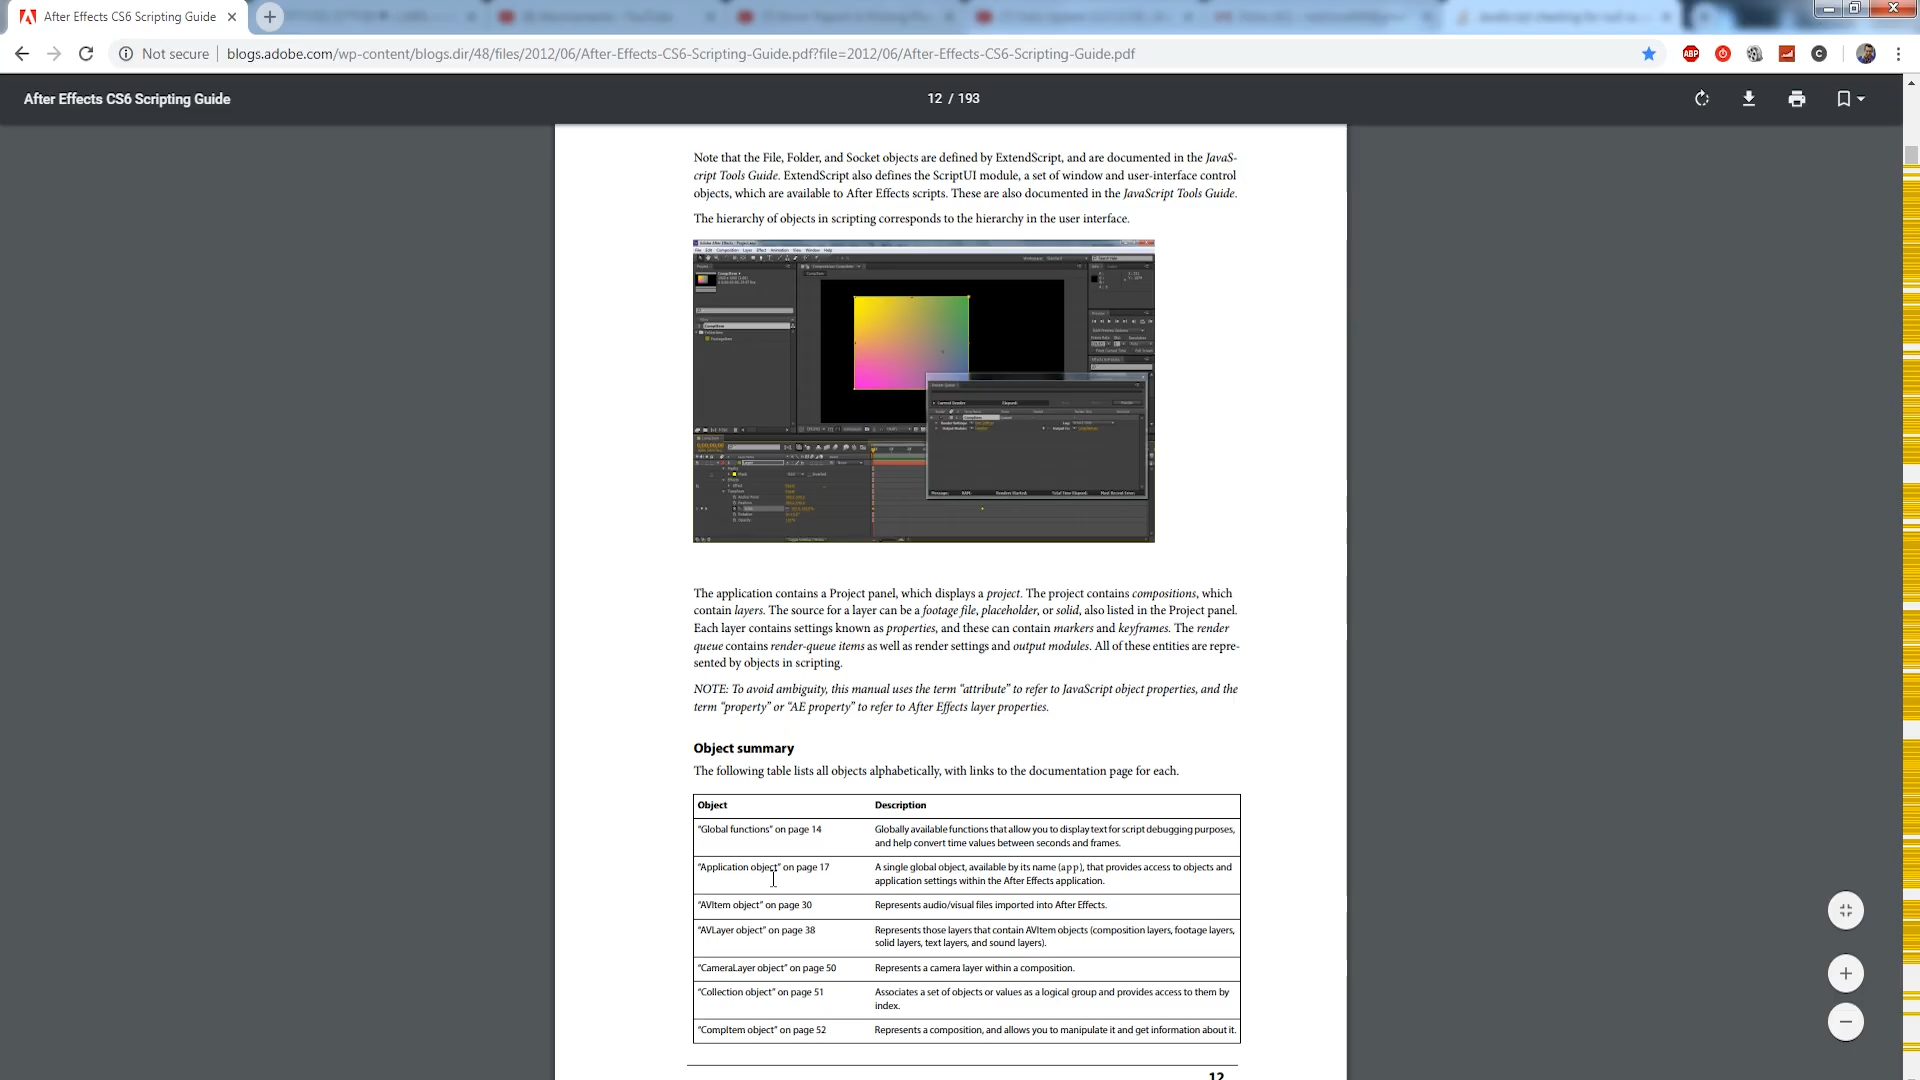 After Effects CS6 Scripting Guide
Not secure
blogs.adobe.com/wp-content/blogs.dir/48/files/2012/06/After-Effects-CS6-Scripting-Guide.pdf?file=2012/06/After-Effects-CS6-Scripting-Guide.pdf
ABP
After Effects CS6 Scripting Guide
12 / 193
Note that the File, Folder, and Socket objects are defined by ExtendScript, and are documented in the JavaS-
cript Tools Guide. ExtendScript also defines the ScriptUI module, a set of window and user-interface control
objects, which are available to After Effects scripts. These are also documented in the JavaScript Tools Guide.
The hierarchy of objects in scripting corresponds to the hierarchy in the user interface.
The application contains a Project panel, which displays a project. The project contains compositions, which
contain layers. The source for a layer can be a footage file, placeholder, or solid, also listed in the Project panel.
Each layer contains settings known as properties, and these can contain markers and keyframes. The render
queue contains render-queue items as well as render settings and output modules. All of these entities are repre-
sented by objects in scripting.
NOTE: To avoid ambiguity, this manual uses the term “attribute” to refer to JavaScript object properties, and the
term “property” or “AE property” to refer to After Effects layer properties.
Object summary
The following table lists all objects alphabetically, with links to the documentation page for each.
Object Description
“Global functions” on page 14 Globally available functions that allow you to display text for script debugging purposes,
and help convert time values between seconds and frames.
“Application object” on page 17 A single global object, available by its name (app), that provides access to objects and
application settings within the After Effects application.
“AVItem object” on page 30 Represents audio/visual files imported into After Effects.
“AVLayer object” on page 38 Represents those layers that contain AVItem objects (composition layers, footage layers,
solid layers, text layers, and sound layers).
“CameraLayer object” on page 50 Represents a camera layer within a composition.
“Collection object” on page 51 Associates a set of objects or values as a logical group and provides access to them by
index.
“CompItem object” on page 52 Represents a composition, and allows you to manipulate it and get information about it.
12